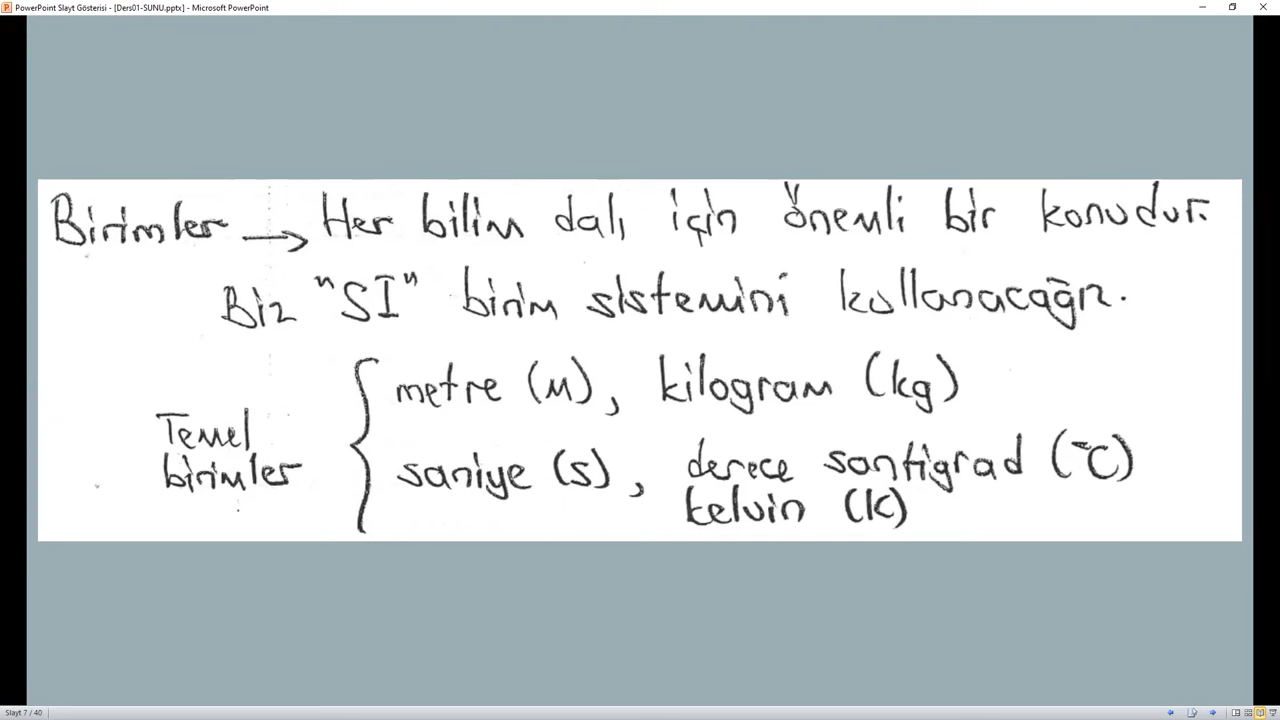 PowerPoint Slayt Gösterisi - [Ders01-SUNU.pptx] - Microsoft PowerPoint
Birimler → Her bilim dalı için önemli bir konudur.
Biz "SI" birim sistemini kullanacağız.
Temel birimler
metre (m), kilogram (kg)
saniye (s), derece santigrad (°C)
kelvin (K)
Slayt 7 / 40